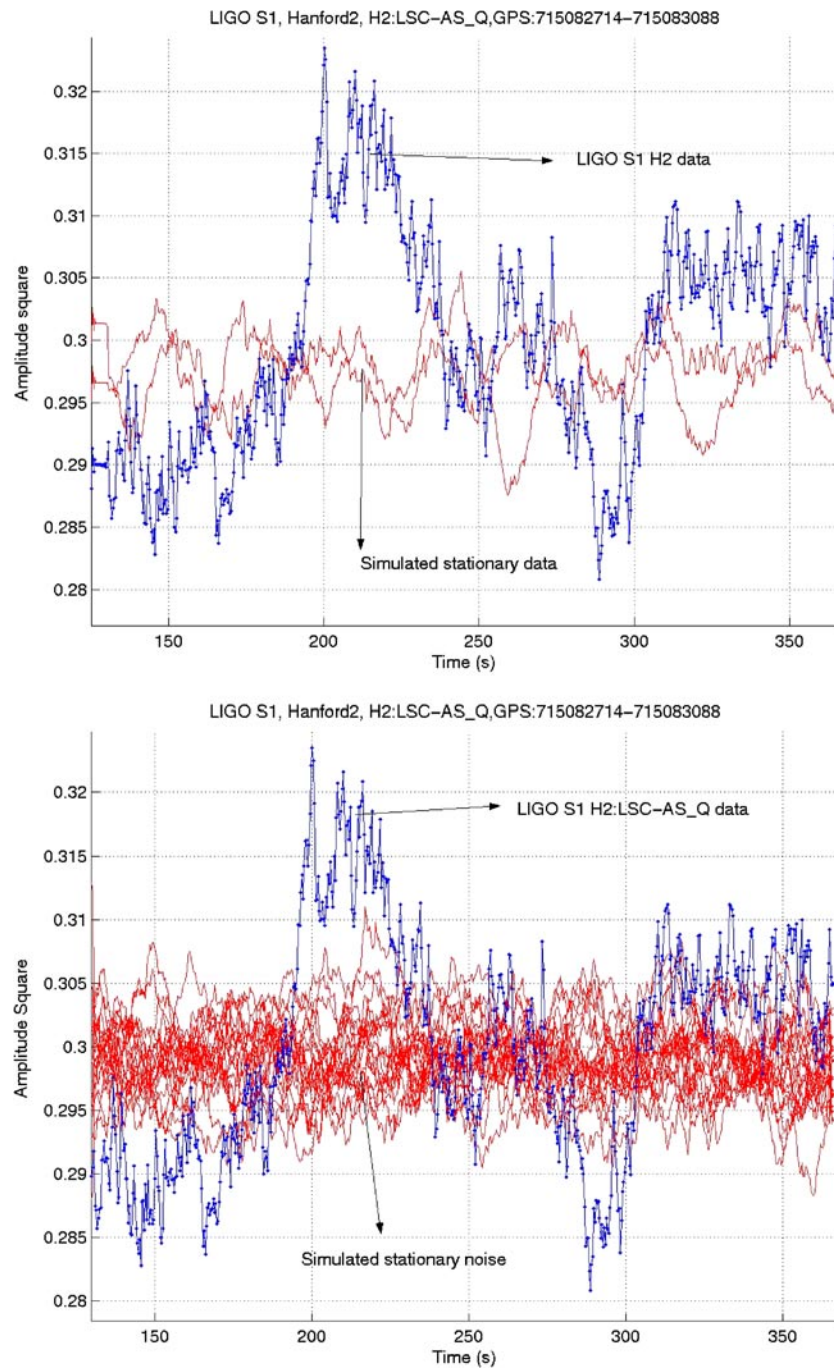 LIGO S1, Hanford2, H2:LSC−AS_Q,GPS:715082714−715083088
0.32
0.315
LIGO S1 H2 data
0.31
0.305
Amplitude square
0.3
0.295
0.29
0.285
Simulated stationary data
0.28
150 200 250 300 350
Time (s)
LIGO S1, Hanford2, H2:LSC−AS_Q,GPS:715082714−715083088
0.32
LIGO S1 H2:LSC−AS_Q data
0.315
0.31
0.305
Amplitude Square
0.3
0.295
0.29
0.285
Simulated stationary noise
0.28
150 200 250 300 350
Time (s)